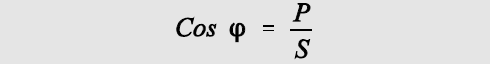 Cos φ = P/S